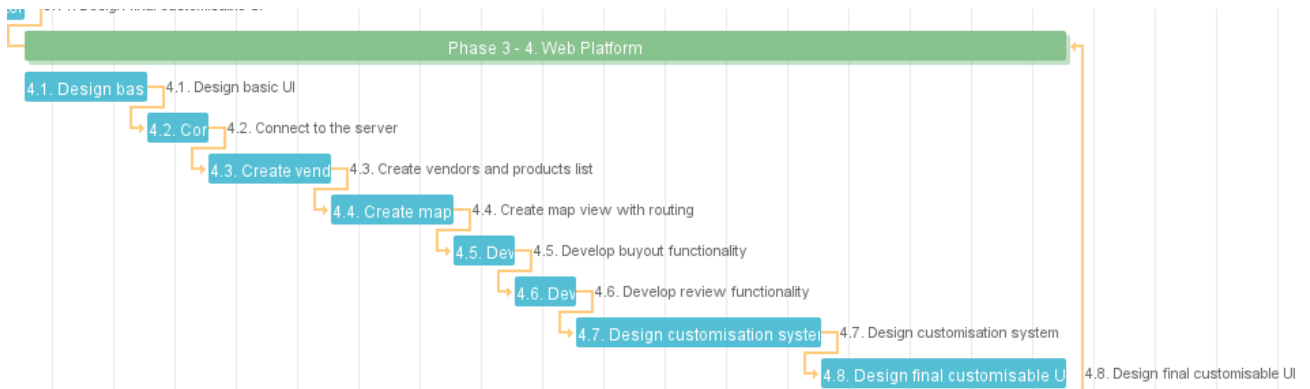 Phase 3 - 4. Web Platform
4.1. Design bas 4.1. Design basic UI
4.2. Cor 4.2. Connect to the server
4.3. Create vend 4.3. Create vendors and products list
4.4. Create map 4.4. Create map view with routing
4.5. Dev 4.5. Develop buyout functionality
4.6. Dev 4.6. Develop review functionality
4.7. Design customisation syster 4.7. Design customisation system
4.8. Design final customisable U 4.8. Design final customisable UI